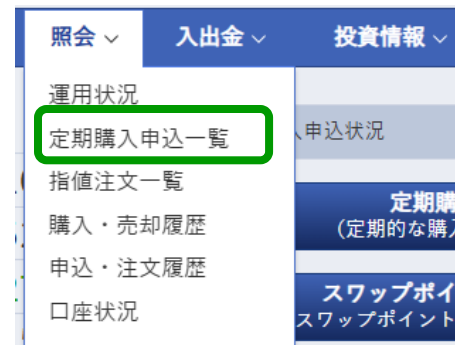 照会 入出金 投資情報
運用状況
定期購入申込一覧
申込状況
指値注文一覧
購入・売却履歴
定期購
(定期的な購入
申込・注文履歴
口座状況
スワップポイ
スワップポイント